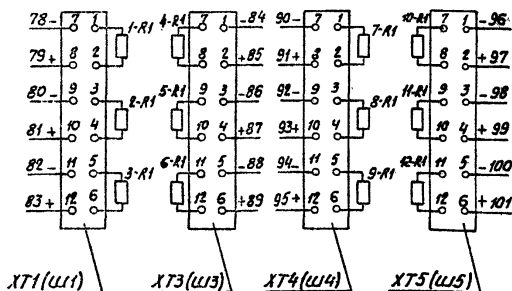 78- 7 1 1-R1 4-R1 7 1 -84 90- 7 1 7-R1 10-R1 7 1 -96
79+ 8 2 8 2 +85 91+ 8 2 8 2 +97
80- 9 3 2-R1 5-R1 9 3 -86 92- 9 3 8-R1 11-R1 9 3 -98
81+ 10 4 10 4 +87 93+ 10 4 10 4 +99
82- 11 5 3-R1 6-R1 11 5 -88 94- 11 5 9-R1 12-R1 11 5 -100
83+ 12 6 12 6 +89 95+ 12 6 12 6 +101
XT1(Ш1) XT3(Ш3) XT4(Ш4) XT5(Ш5)